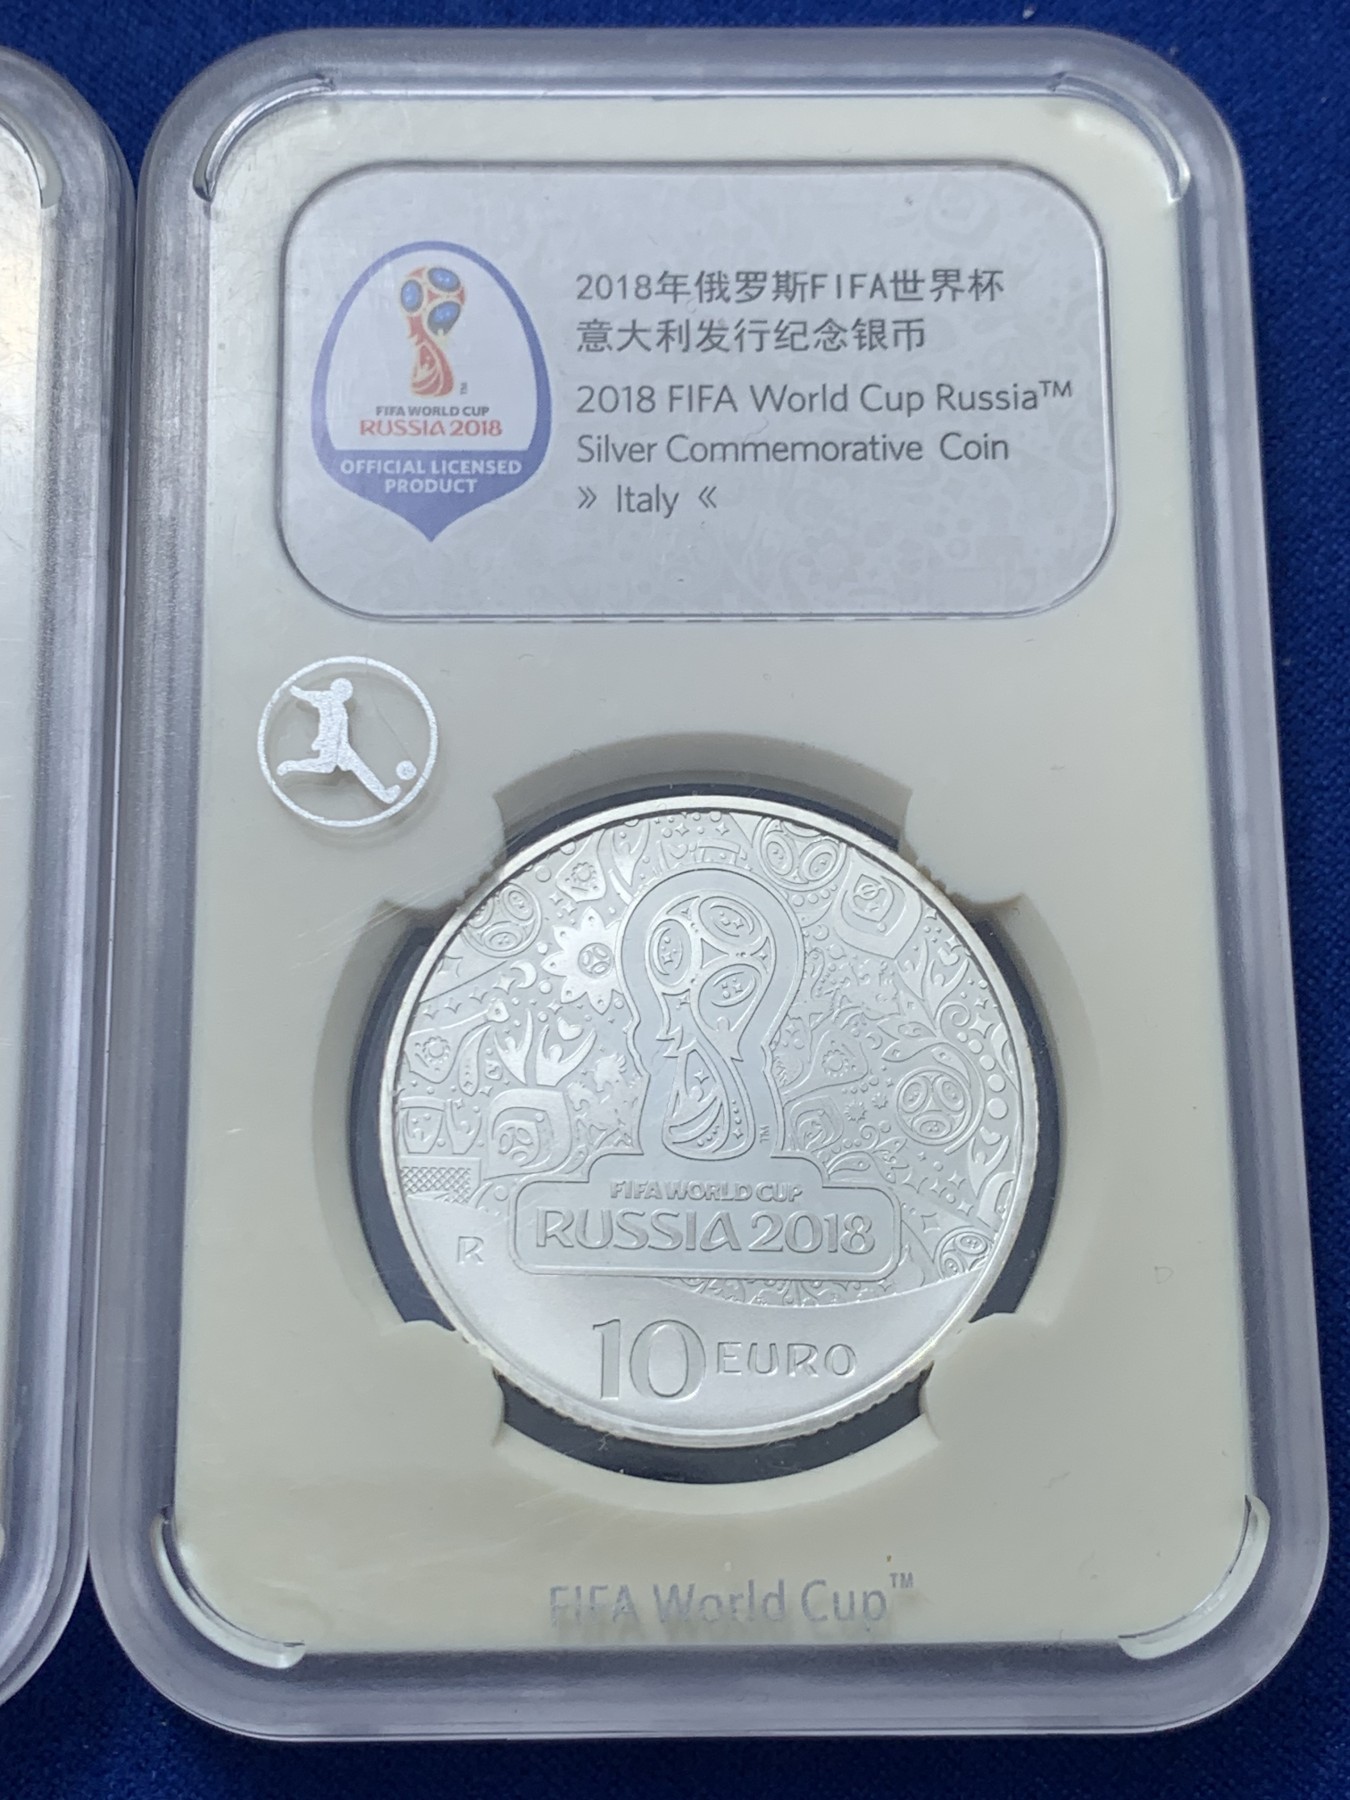 2018年俄罗斯FIFA世界杯
意大利发行纪念银币
2018 FIFA World Cup Russia™
Silver Commemorative Coin
» Italy «
TM
FIFA WORLD CUP
RUSSIA 2018
OFFICIAL LICENSED
PRODUCT
TM
FIFA WORLD CUP
RUSSIA 2018
R
10 EURO
FIFA World Cup™